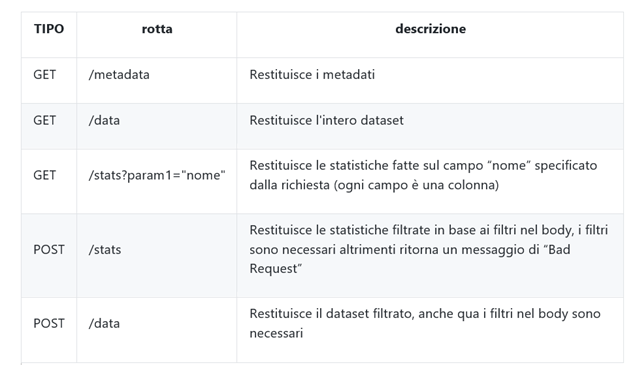 TIPO rotta descrizione
GET /metadata Restituisce i metadati
GET /data Restituisce l'intero dataset
GET /stats?param1="nome" Restituisce le statistiche fatte sul campo “nome” specificato
dalla richiesta (ogni campo è una colonna)
POST /stats Restituisce le statistiche filtrate in base ai filtri nel body, i filtri
sono necessari altrimenti ritorna un messaggio di “Bad
Request”
POST /data Restituisce il dataset filtrato, anche qua i filtri nel body sono
necessari